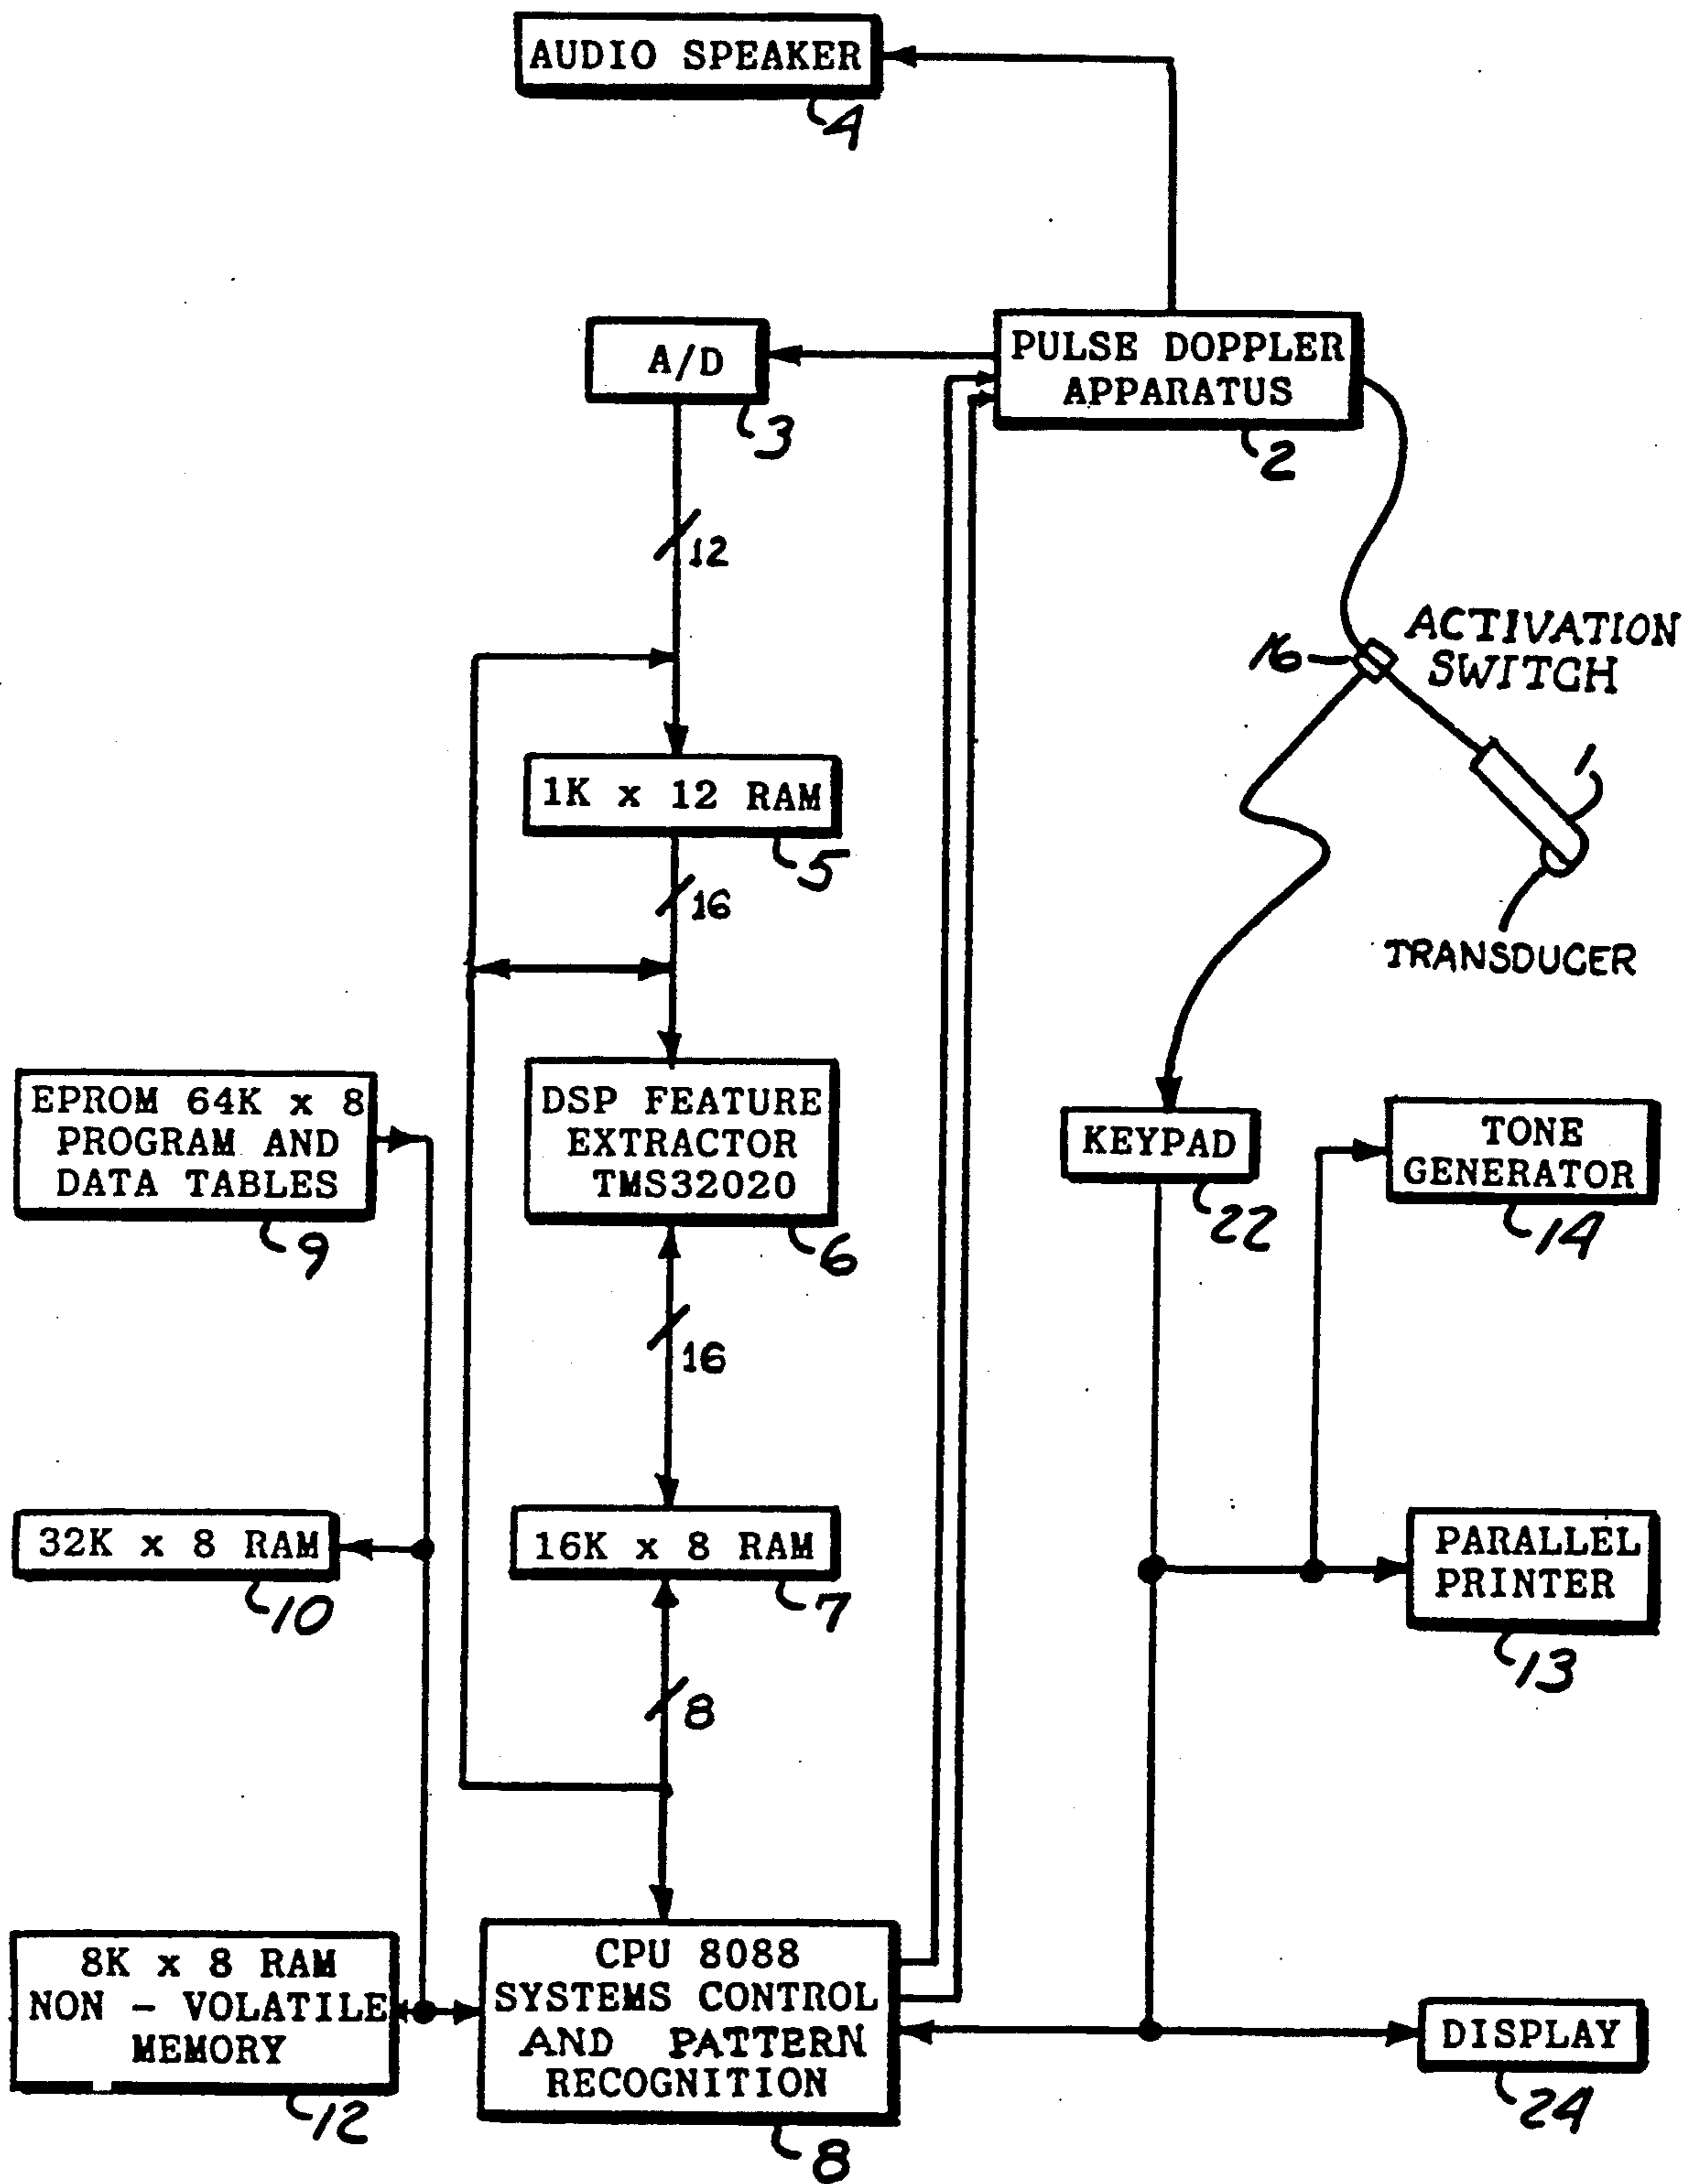 AUDIO SPEAKER
4
A/D
3
PULSE DOPPLER
APPARATUS
2
12
ACTIVATION
SWITCH
16
1
1K x 12 RAM
5
16
TRANSDUCER
EPROM 64K x 8
PROGRAM AND
DATA TABLES
9
DSP FEATURE
EXTRACTOR
TMS32020
6
KEYPAD
22
TONE
GENERATOR
14
16
32K x 8 RAM
10
16K x 8 RAM
7
PARALLEL
PRINTER
13
8
8K x 8 RAM
NON - VOLATILE
MEMORY
12
CPU 8088
SYSTEMS CONTROL
AND PATTERN
RECOGNITION
8
DISPLAY
24